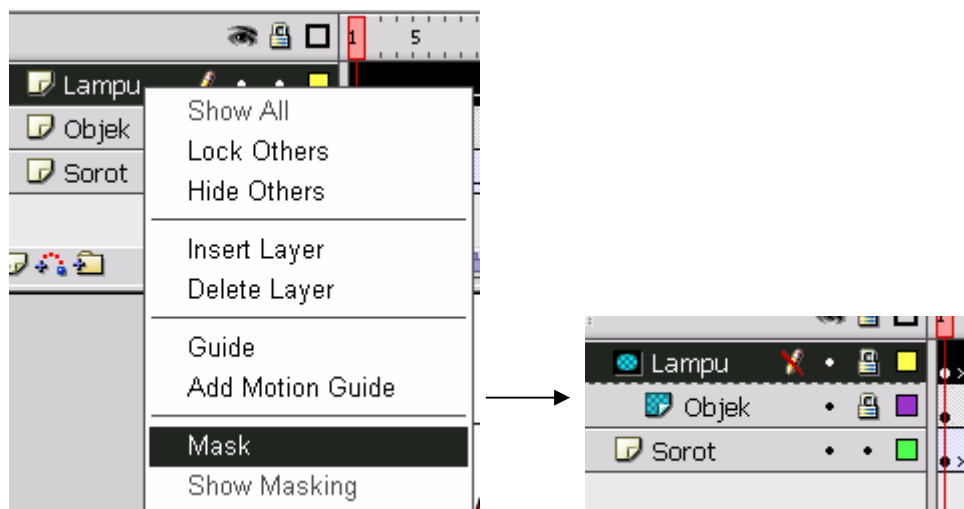 1 5
Lampu
Objek
Sorot
Show All
Lock Others
Hide Others
Insert Layer
Delete Layer
Guide
Add Motion Guide
Mask
Show Masking
1
Lampu
Objek
Sorot